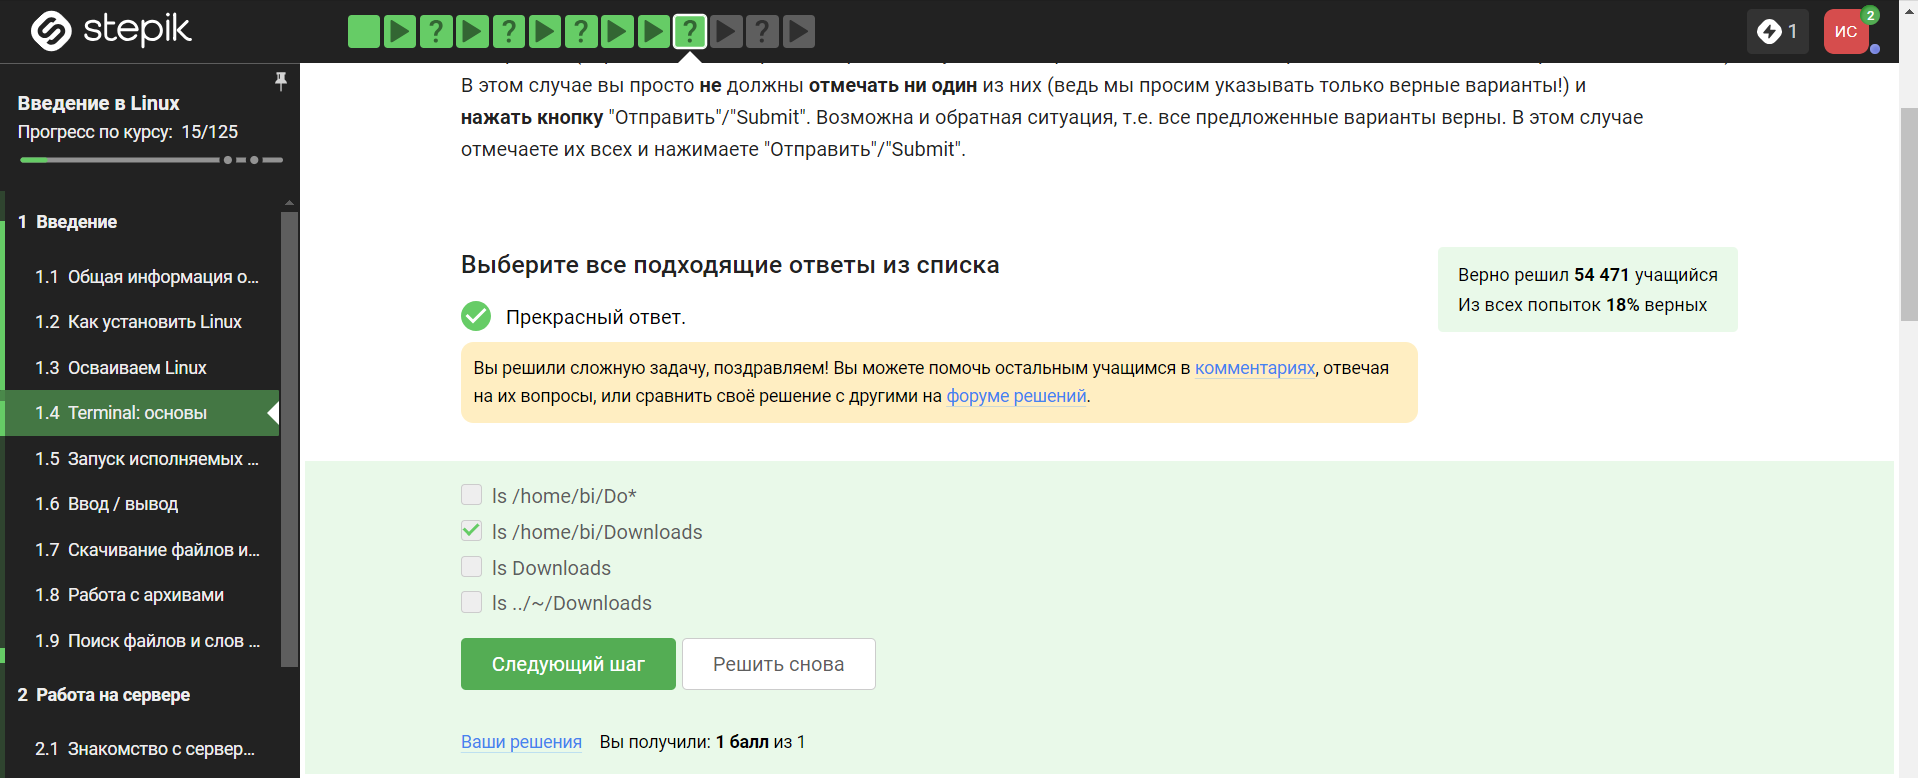 stepik
? ? ? ? ?
1
ИС
2
Введение в Linux
Прогресс по курсу: 15/125
1 Введение
1.1 Общая информация о...
1.2 Как установить Linux
1.3 Осваиваем Linux
1.4 Terminal: основы
1.5 Запуск исполняемых ...
1.6 Ввод / вывод
1.7 Скачивание файлов и...
1.8 Работа с архивами
1.9 Поиск файлов и слов ...
2 Работа на сервере
2.1 Знакомство с сервер...
В этом случае вы просто не должны отмечать ни один из них (ведь мы просим указывать только верные варианты!) и
нажать кнопку "Отправить"/"Submit". Возможна и обратная ситуация, т.е. все предложенные варианты верны. В этом случае
отмечаете их всех и нажимаете "Отправить"/"Submit".
Выберите все подходящие ответы из списка
Прекрасный ответ.
Вы решили сложную задачу, поздравляем! Вы можете помочь остальным учащимся в комментариях, отвечая
на их вопросы, или сравнить своё решение с другими на форуме решений.
Верно решил 54 471 учащийся
Из всех попыток 18% верных
ls /home/bi/Do*
ls /home/bi/Downloads
ls Downloads
ls ../~/Downloads
Следующий шаг
Решить снова
Ваши решения Вы получили: 1 балл из 1